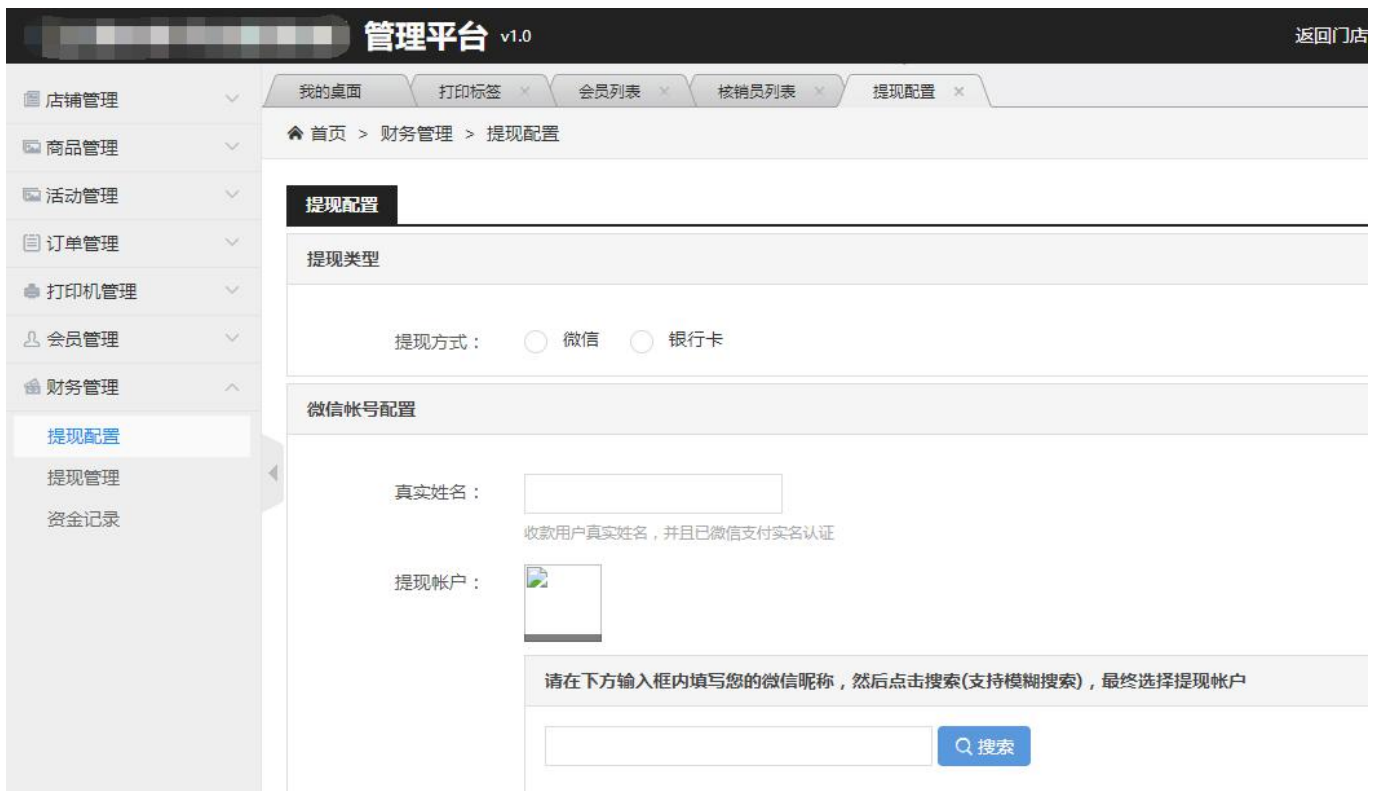 管理平台 v1.0
返回门店
店铺管理
商品管理
活动管理
订单管理
打印机管理
会员管理
财务管理
提现配置
提现管理
资金记录
我的桌面 打印标签 × 会员列表 × 核销员列表 × 提现配置 ×
首页 > 财务管理 > 提现配置
提现配置
提现类型
提现方式： 微信 银行卡
微信帐号配置
真实姓名：
收款用户真实姓名，并且已微信支付实名认证
提现帐户：
请在下方输入框内填写您的微信昵称，然后点击搜索(支持模糊搜索)，最终选择提现帐户
搜索